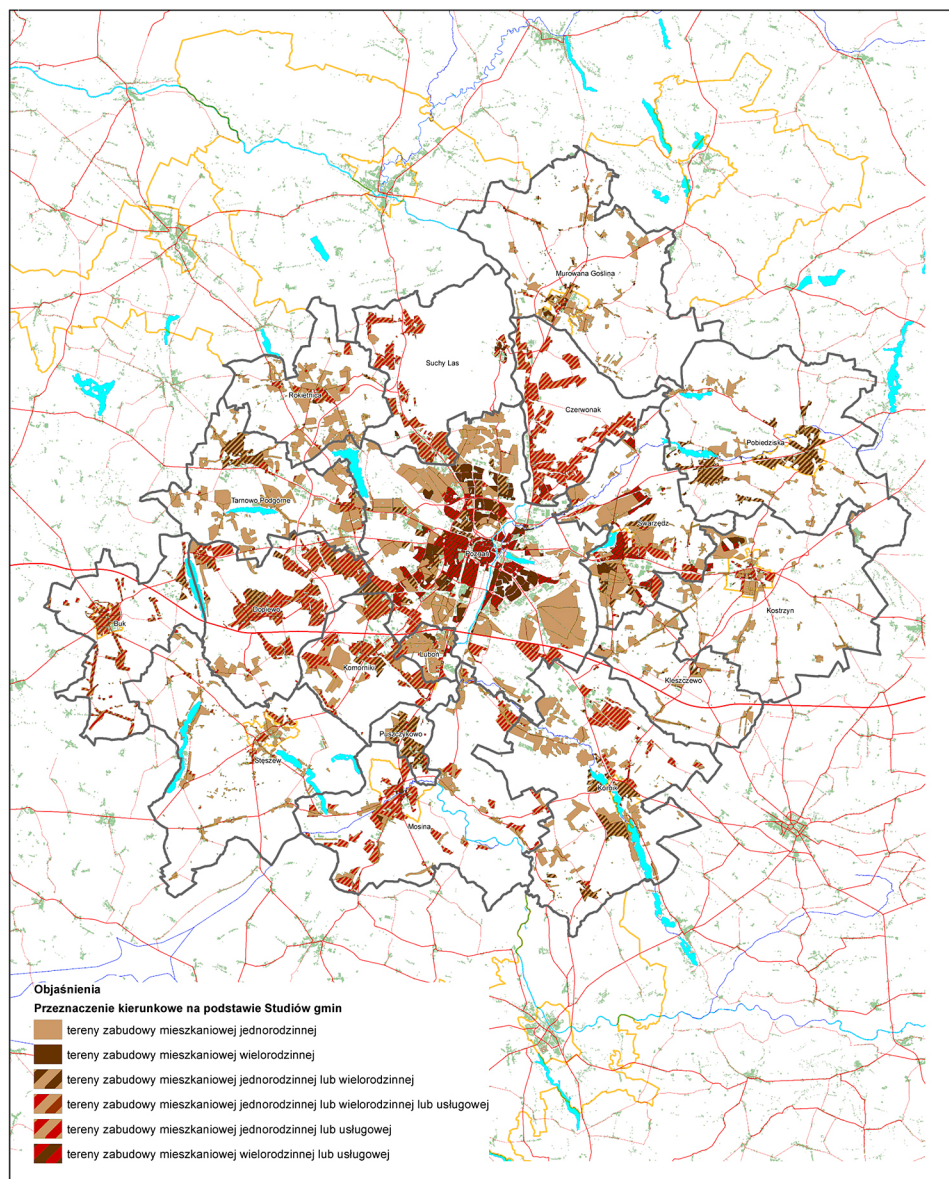 Murowana Goślina
Suchy Las
Rokietnica
Czerwonak
Pobiedziska
Tarnowo Podgórne
Swarzędz
Poznań
Buk
Dopiewo
Kostrzyn
Luboń
Komorniki
Kleszczewo
Puszczykowo
Stęszew
Kórnik
Mosina
Objaśnienia
Przeznaczenie kierunkowe na podstawie Studiów gmin
tereny zabudowy mieszkaniowej jednorodzinnej
tereny zabudowy mieszkaniowej wielorodzinnej
tereny zabudowy mieszkaniowej jednorodzinnej lub wielorodzinnej
tereny zabudowy mieszkaniowej jednorodzinnej lub wielorodzinnej lub usługowej
tereny zabudowy mieszkaniowej jednorodzinnej lub usługowej
tereny zabudowy mieszkaniowej wielorodzinnej lub usługowej